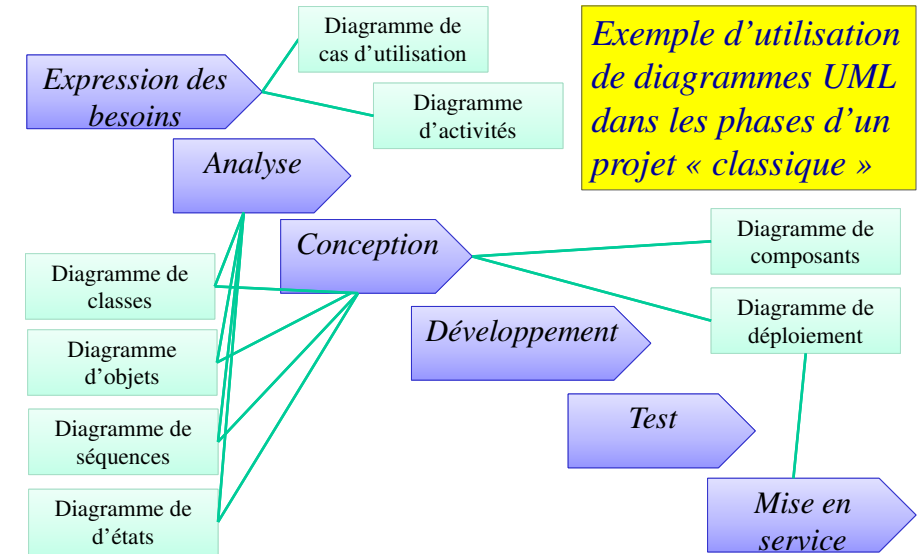 Diagramme de
cas d'utilisation
Exemple d'utilisation
de diagrammes UML
dans les phases d'un
projet « classique »
Expression des
besoins
Diagramme
d'activités
Analyse
Conception
Diagramme de
composants
Diagramme de
classes
Diagramme de
déploiement
Développement
Diagramme
d'objets
Test
Diagramme de
séquences
Diagramme de
d'états
Mise en
service